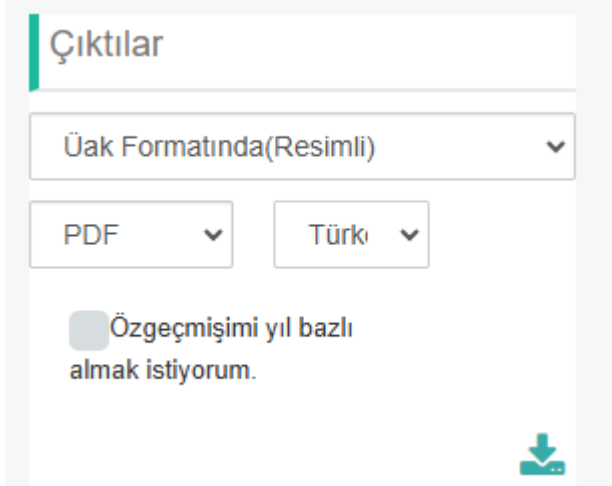 Çıktılar
Üak Formatında(Resimli)
PDF
Türk
Özgeçmişimi yıl bazlı
almak istiyorum.